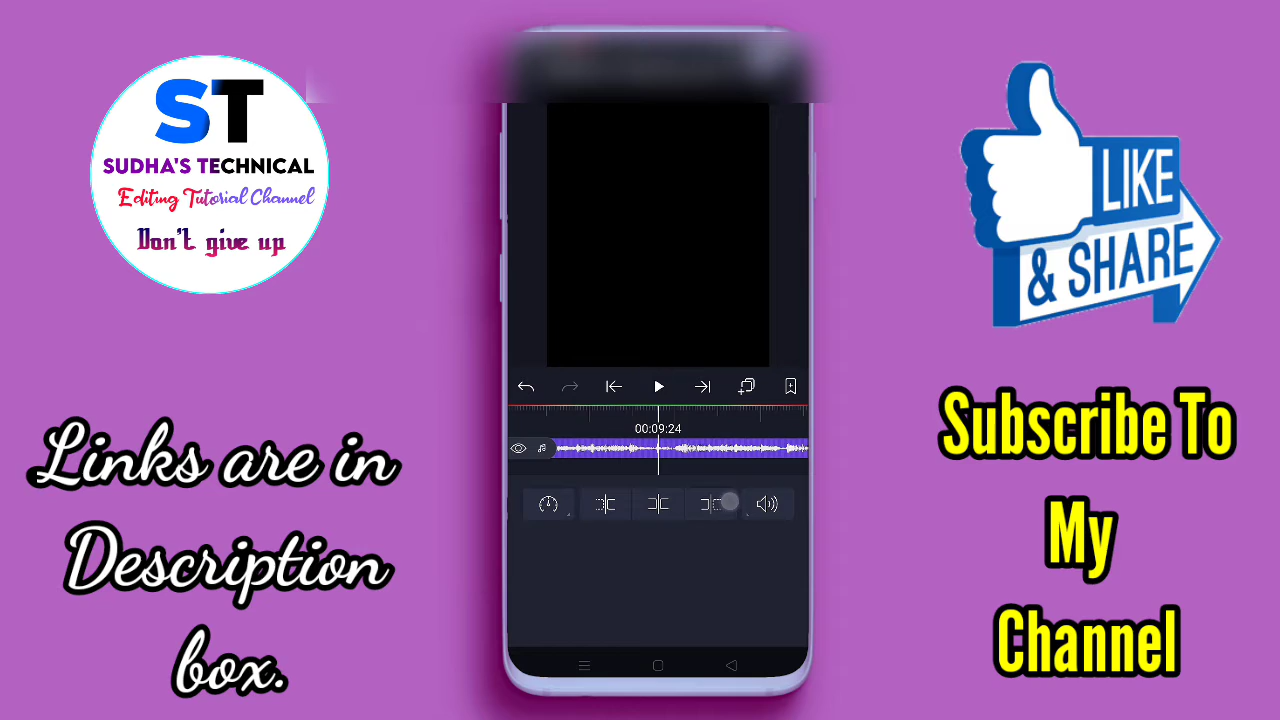 ST
SUDHA'S TECHNICAL
Editing Tutorial Channel
Don't give up
LIKE
& SHARE
00:09:24
Links are in
Description
box.
Subscribe To
My
Channel